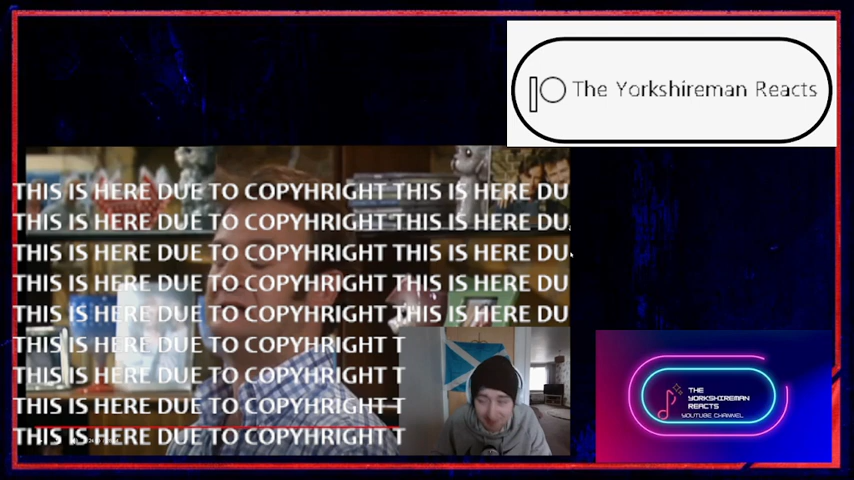 The Yorkshireman Reacts
THIS IS HERE DUE TO COPYHRIGHT THIS IS HERE DU
THIS IS HERE DUE TO COPYHRIGHT THIS IS HERE DU
THIS IS HERE DUE TO COPYHRIGHT THIS IS HERE DU
THIS IS HERE DUE TO COPYHRIGHT THIS IS HERE DU
THIS IS HERE DUE TO COPYHRIGHT THIS IS HERE DU
THIS IS HERE DUE TO COPYHRIGHT T
THIS IS HERE DUE TO COPYHRIGHT T
THIS IS HERE DUE TO COPYHRIGHT T
THIS IS HERE DUE TO COPYHRIGHT T
THE
YORKSHIREMAN
REACTS
YOUTUBE CHANNEL